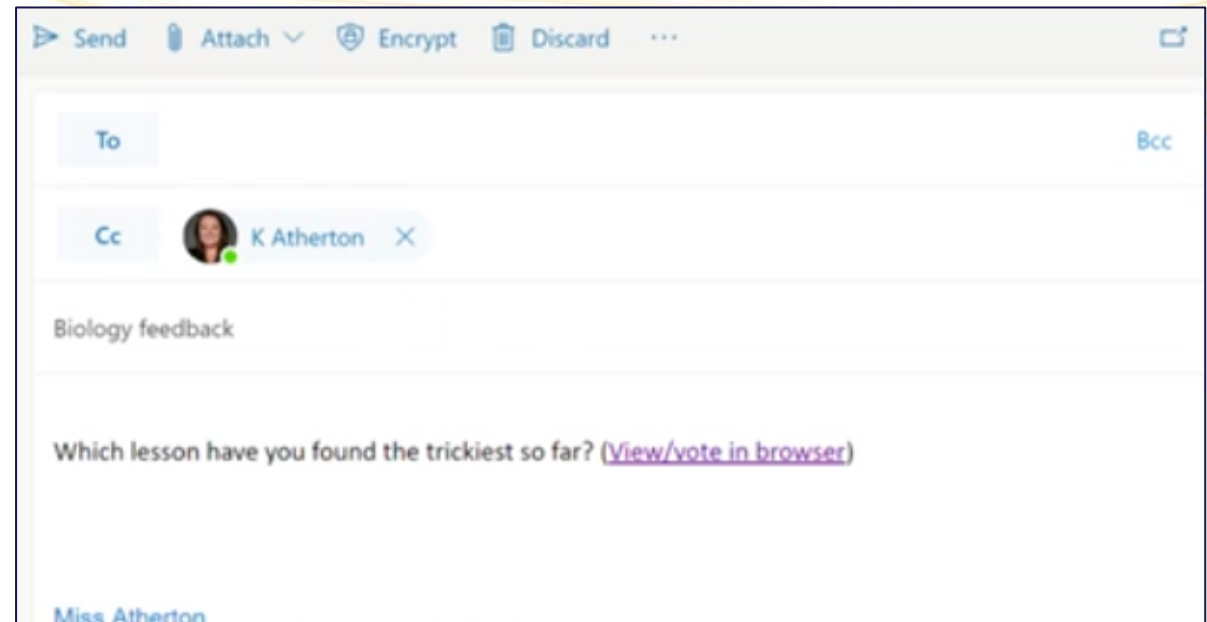 Send Attach Encrypt Discard ...
To Bcc
Cc K Atherton
Biology feedback
Which lesson have you found the trickiest so far? (View/vote in browser)
Miss Atherton